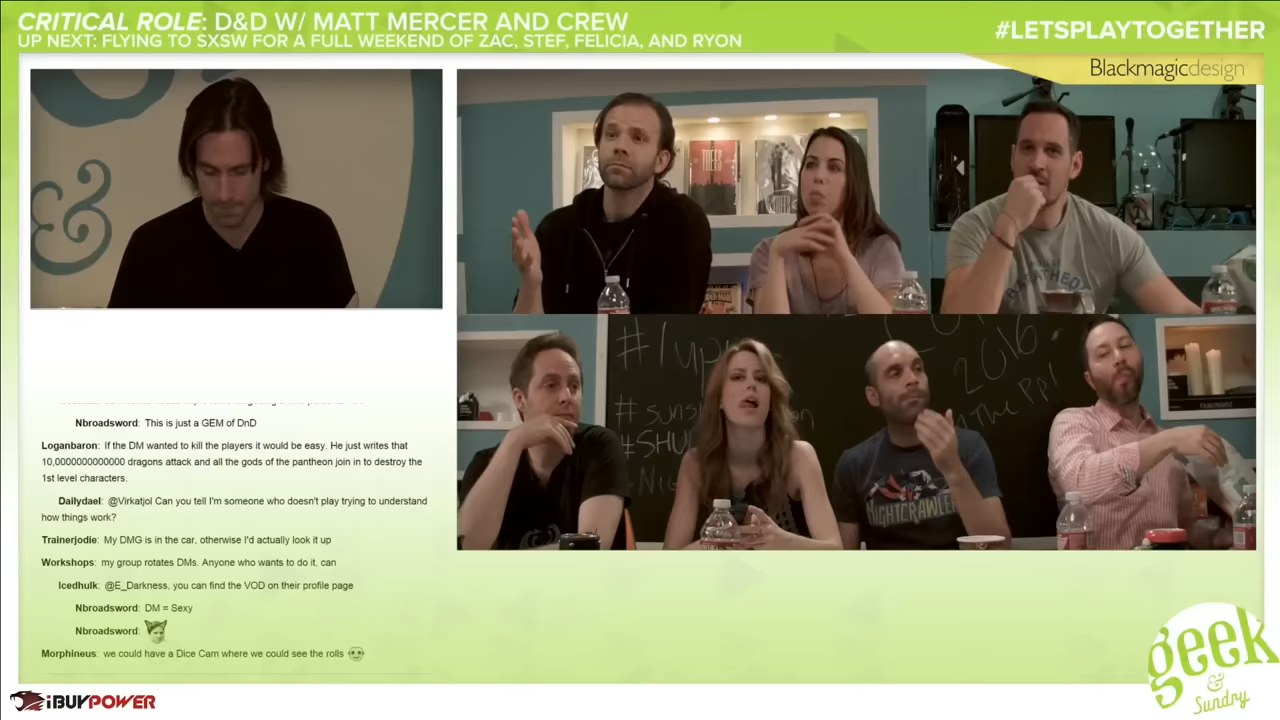 CRITICAL ROLE: D&D W/ MATT MERCER AND CREW
UP NEXT: FLYING TO SXSW FOR A FULL WEEKEND OF ZAC, STEF, FELICIA, AND RYON
#LETSPLAYTOGETHER
Blackmagicdesign
&
NIGHTCRAWLER
2016
Nbroadsword: This is just a GEM of DnD
Loganbaron: If the DM wanted to kill the players it would be easy. He just writes that
10,0000000000000 dragons attack and all the gods of the pantheon join in to destroy the
1st level characters.
Dailydael: @Virkatjol Can you tell I'm someone who doesn't play trying to understand
how things work?
Trainerjodie: My DMG is in the car, otherwise I'd actually look it up
Workshops: my group rotates DMs. Anyone who wants to do it, can
Icedhulk: @E_Darkness, you can find the VOD on their profile page
Nbroadsword: DM = Sexy
Nbroadsword:
Morphineus: we could have a Dice Cam where we could see the rolls
iBUYPOWER
geek
&
Sundry